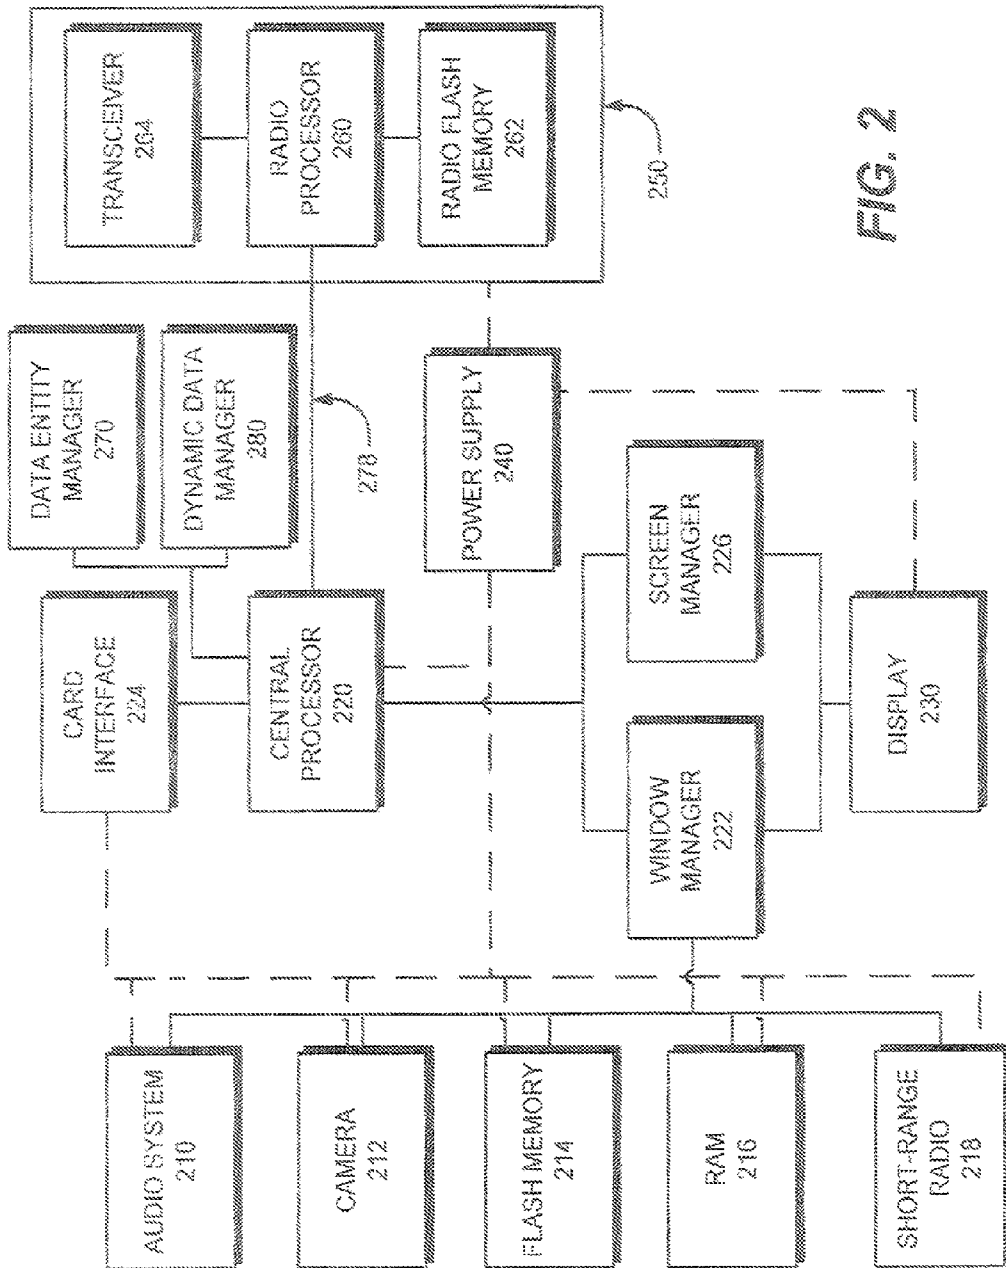 AUDIO SYSTEM
210
CAMERA
212
FLASH MEMORY
214
RAM
216
SHORT-RANGE
RADIO
218
CARD
INTERFACE
224
CENTRAL
PROCESSOR
220
WINDOW
MANAGER
222
SCREEN
MANAGER
226
DISPLAY
230
DATA ENTITY
MANAGER
270
DYNAMIC DATA
MANAGER
280
278
POWER SUPPLY
240
TRANSCEIVER
264
RADIO
PROCESSOR
260
RADIO FLASH
MEMORY
262
250
FIG. 2